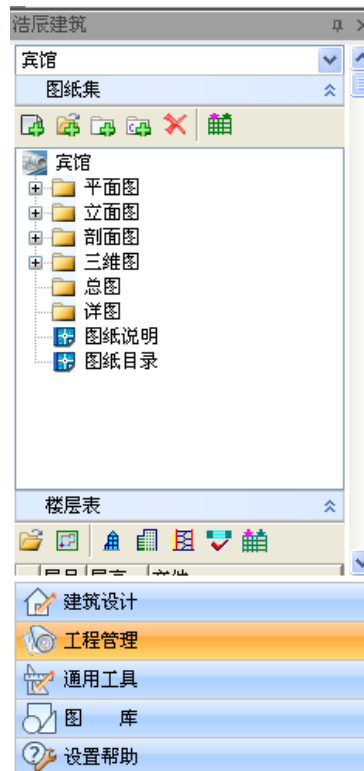 浩辰建筑
宾馆
图纸集
宾馆
平面图
立面图
剖面图
三维图
总图
详图
图纸说明
图纸目录
楼层表
建筑设计
工程管理
通用工具
图 库
设置帮助